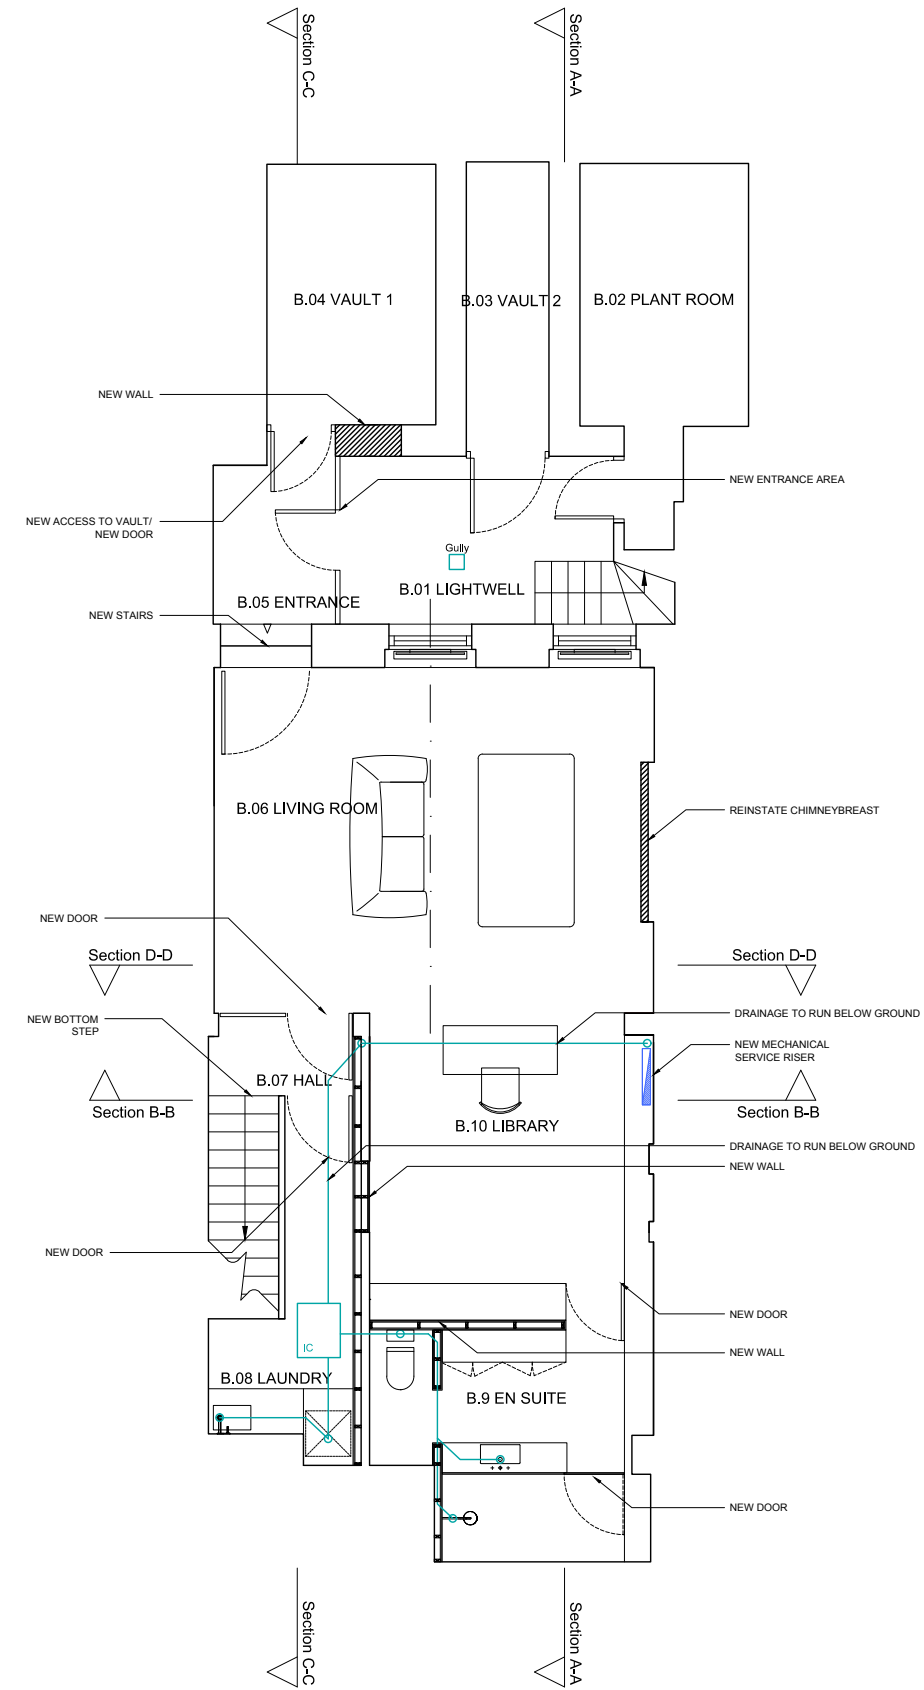 Section C-C
Section A-A
B.04 VAULT 1
B.03 VAULT 2
B.02 PLANT ROOM
NEW WALL
NEW ENTRANCE AREA
NEW ACCESS TO VAULT/
NEW DOOR
Gully
B.01 LIGHTWELL
B.05 ENTRANCE
NEW STAIRS
B.06 LIVING ROOM
REINSTATE CHIMNEYBREAST
NEW DOOR
Section D-D
Section D-D
NEW BOTTOM
STEP
DRAINAGE TO RUN BELOW GROUND
NEW MECHANICAL
SERVICE RISER
B.07 HALL
Section B-B
Section B-B
B.10 LIBRARY
DRAINAGE TO RUN BELOW GROUND
NEW WALL
NEW DOOR
NEW DOOR
IC
NEW WALL
B.08 LAUNDRY
B.9 EN SUITE
NEW DOOR
Section C-C
Section A-A